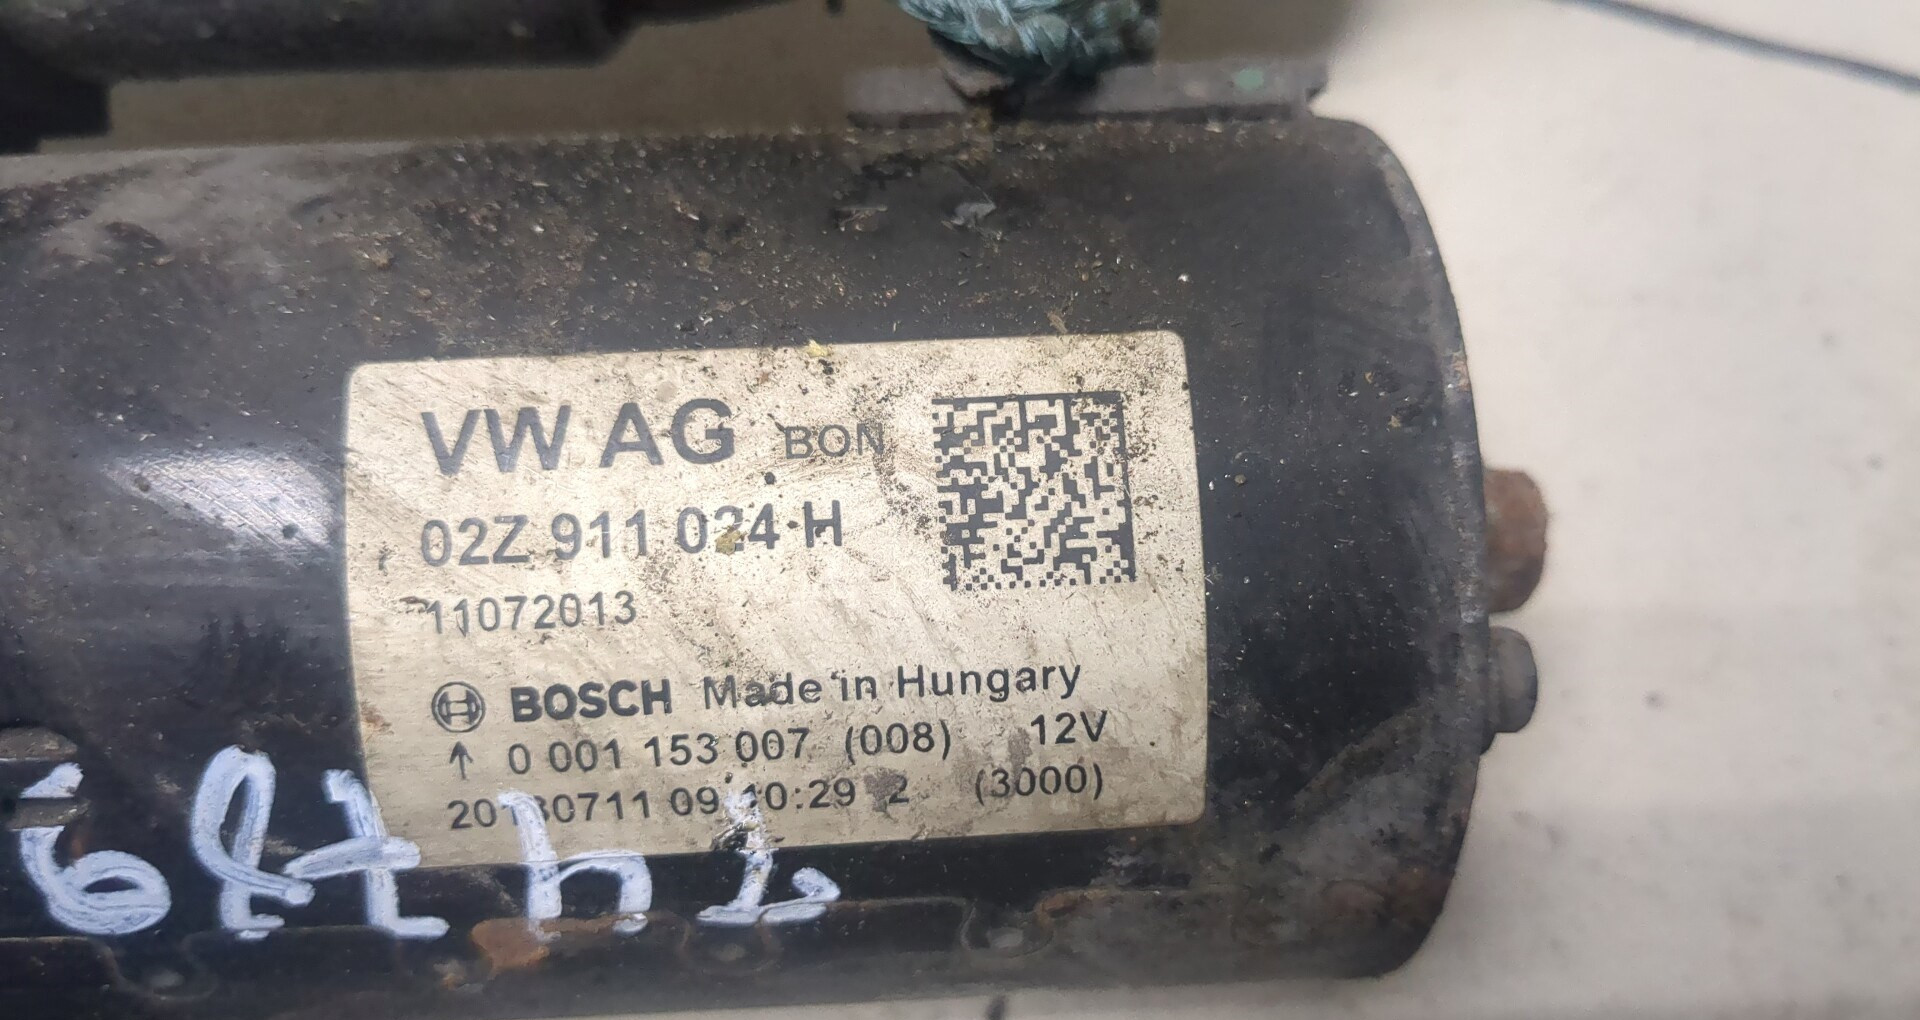 VW AG BON
02Z 911 024 H
11072013
BOSCH Made in Hungary
↑ 0 001 153 007 (008) 12V
(3000)